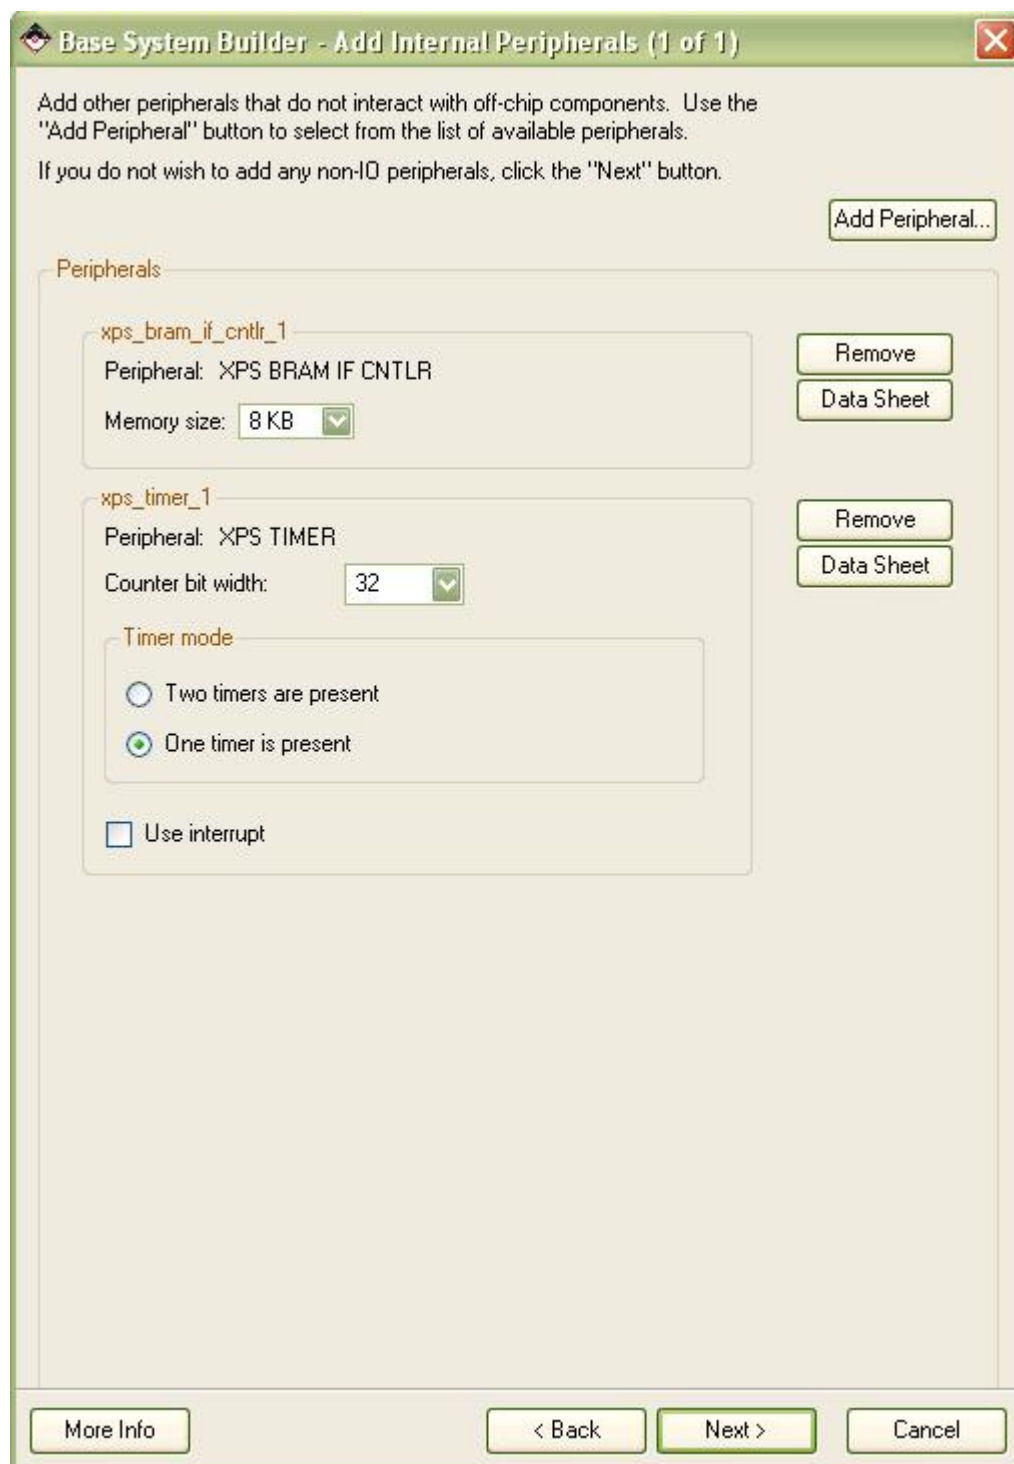 Base System Builder - Add Internal Peripherals (1 of 1)
Add other peripherals that do not interact with off-chip components. Use the
"Add Peripheral" button to select from the list of available peripherals.
If you do not wish to add any non-IO peripherals, click the "Next" button.
Add Peripheral...
Peripherals
xps_bram_if_cntlr_1
Peripheral: XPS BRAM IF CNTLR
Remove
Memory size: 8 KB
Data Sheet
xps_timer_1
Peripheral: XPS TIMER
Remove
Counter bit width: 32
Data Sheet
Timer mode
Two timers are present
One timer is present
Use interrupt
More Info
< Back
Next >
Cancel